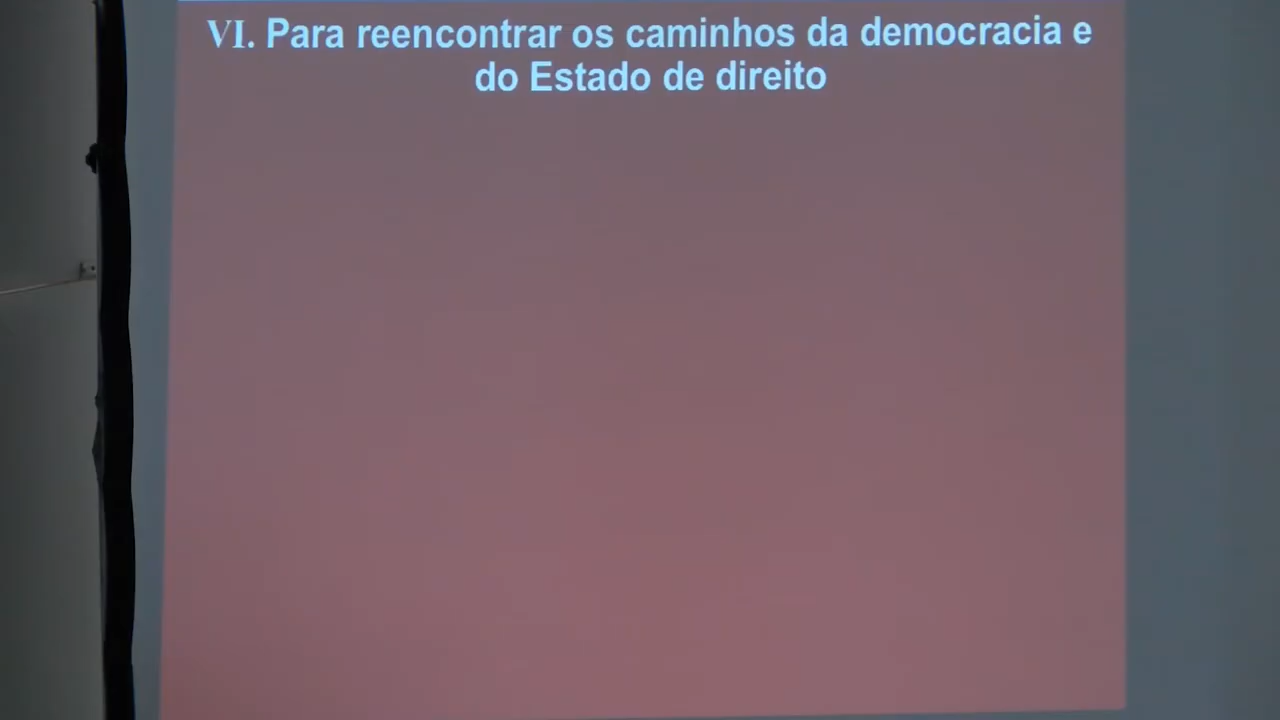 VI. Para reencontrar os caminhos da democracia e
do Estado de direito